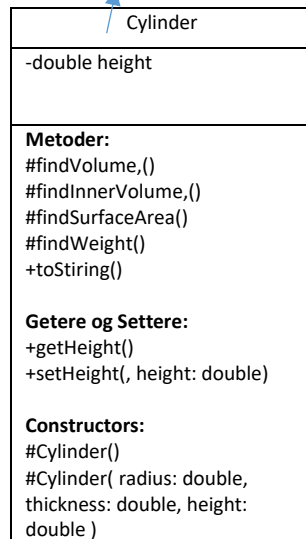 Cylinder
-double height
Metoder:
#findVolume,()
#findInnerVolume,()
#findSurfaceArea()
#findWeight()
+toStiring()
Getere og Settere:
+getHeight()
+setHeight(, height: double)
Constructors:
#Cylinder()
#Cylinder( radius: double,
thickness: double, height:
double )